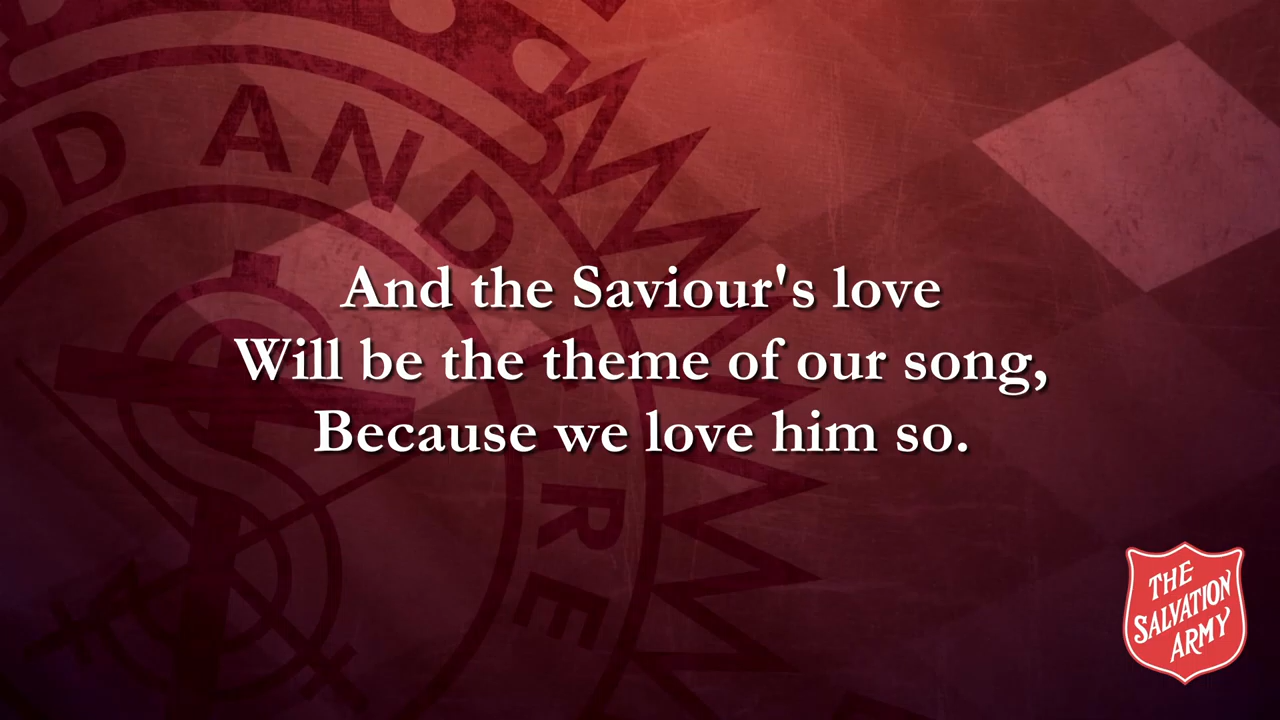 And the Saviour's love
Will be the theme of our song,
Because we love him so.
THE
SALVATION
ARMY
AND